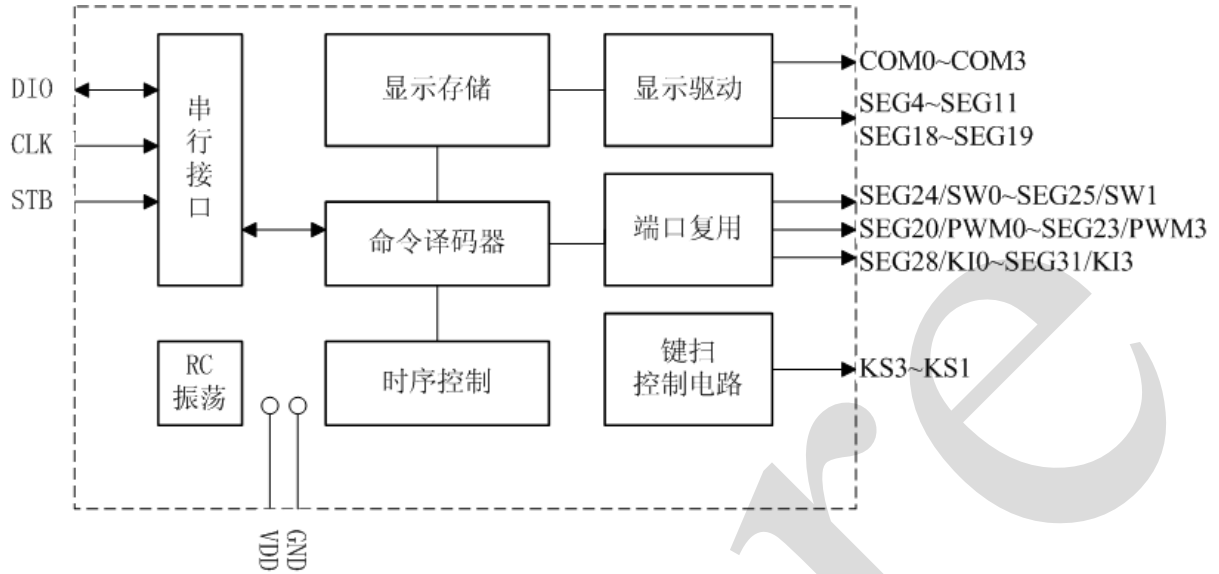 DIO
CLK
STB
串
行
接
口
显示存储
显示驱动
COM0~COM3
SEG4~SEG11
SEG18~SEG19
命令译码器
端口复用
SEG24/SW0~SEG25/SW1
SEG20/PWM0~SEG23/PWM3
SEG28/KI0~SEG31/KI3
RC
振荡
时序控制
键扫
控制电路
KS3~KS1
VDD
GND
re